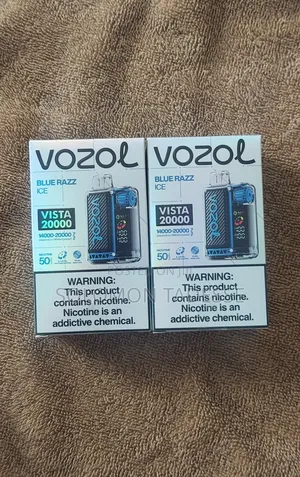 VOZOL
BLUE RAZZ
ICE
VISTA
20000
14000-20000
NICOTINE
50
WARNING:
This product
contains nicotine.
Nicotine is an
addictive chemical.
VOZOL
BLUE RAZZ
ICE
VISTA
20000
14000-20000
NICOTINE
50
WARNING:
This product
contains nicotine.
Nicotine is an
addictive chemical.